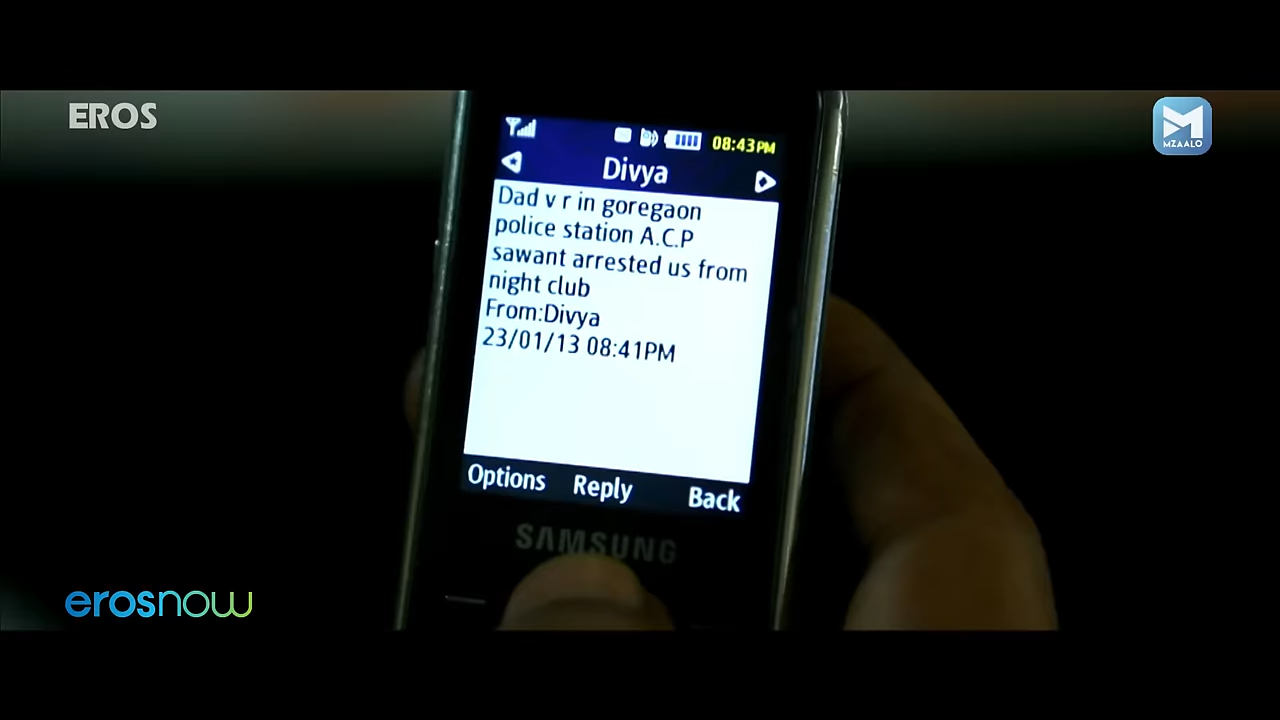 EROS
MZAALO
08:43PM
Divya
Dad v r in goregaon
police station A.C.P
sawant arrested us from
night club
From:Divya
23/01/13 08:41PM
Options Reply Back
SAMSUNG
erosnow